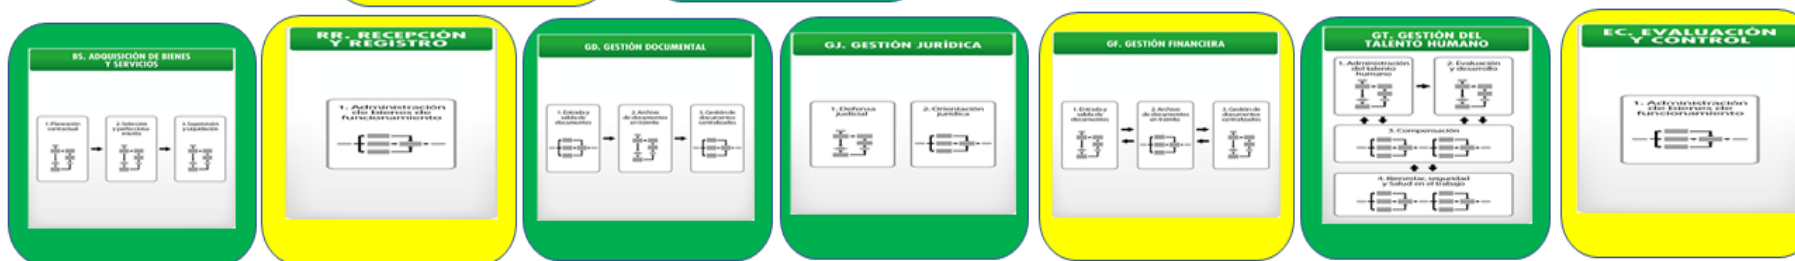 BS. ADQUISICIÓN DE BIENES
Y SERVICIOS
1. Planeación
contractual
2. Selección
y perfecciona-
miento
3. Supervisión
y Liquidación
RR. RECEPCIÓN
Y REGISTRO
1. Administración
de bienes de
funcionamiento
GD. GESTIÓN DOCUMENTAL
1. Entrada y
salida de
documentos
2. Archivo
de documentos
en trámite
3. Gestión de
documentos
centralizados
GJ. GESTIÓN JURÍDICA
1. Defensa
judicial
2. Orientación
jurídica
GF. GESTIÓN FINANCIERA
1. Entrada y
salida de
documentos
2. Archivo
de documentos
en trámite
3. Gestión de
documentos
centralizados
GT. GESTIÓN DEL
TALENTO HUMANO
1. Administración
del talento
humano
2. Evaluación
y desarrollo
3. Compensación
4. Bienestar, seguridad
y Salud en el trabajo
EC. EVALUACIÓN
Y CONTROL
1. Administración
de bienes de
funcionamiento